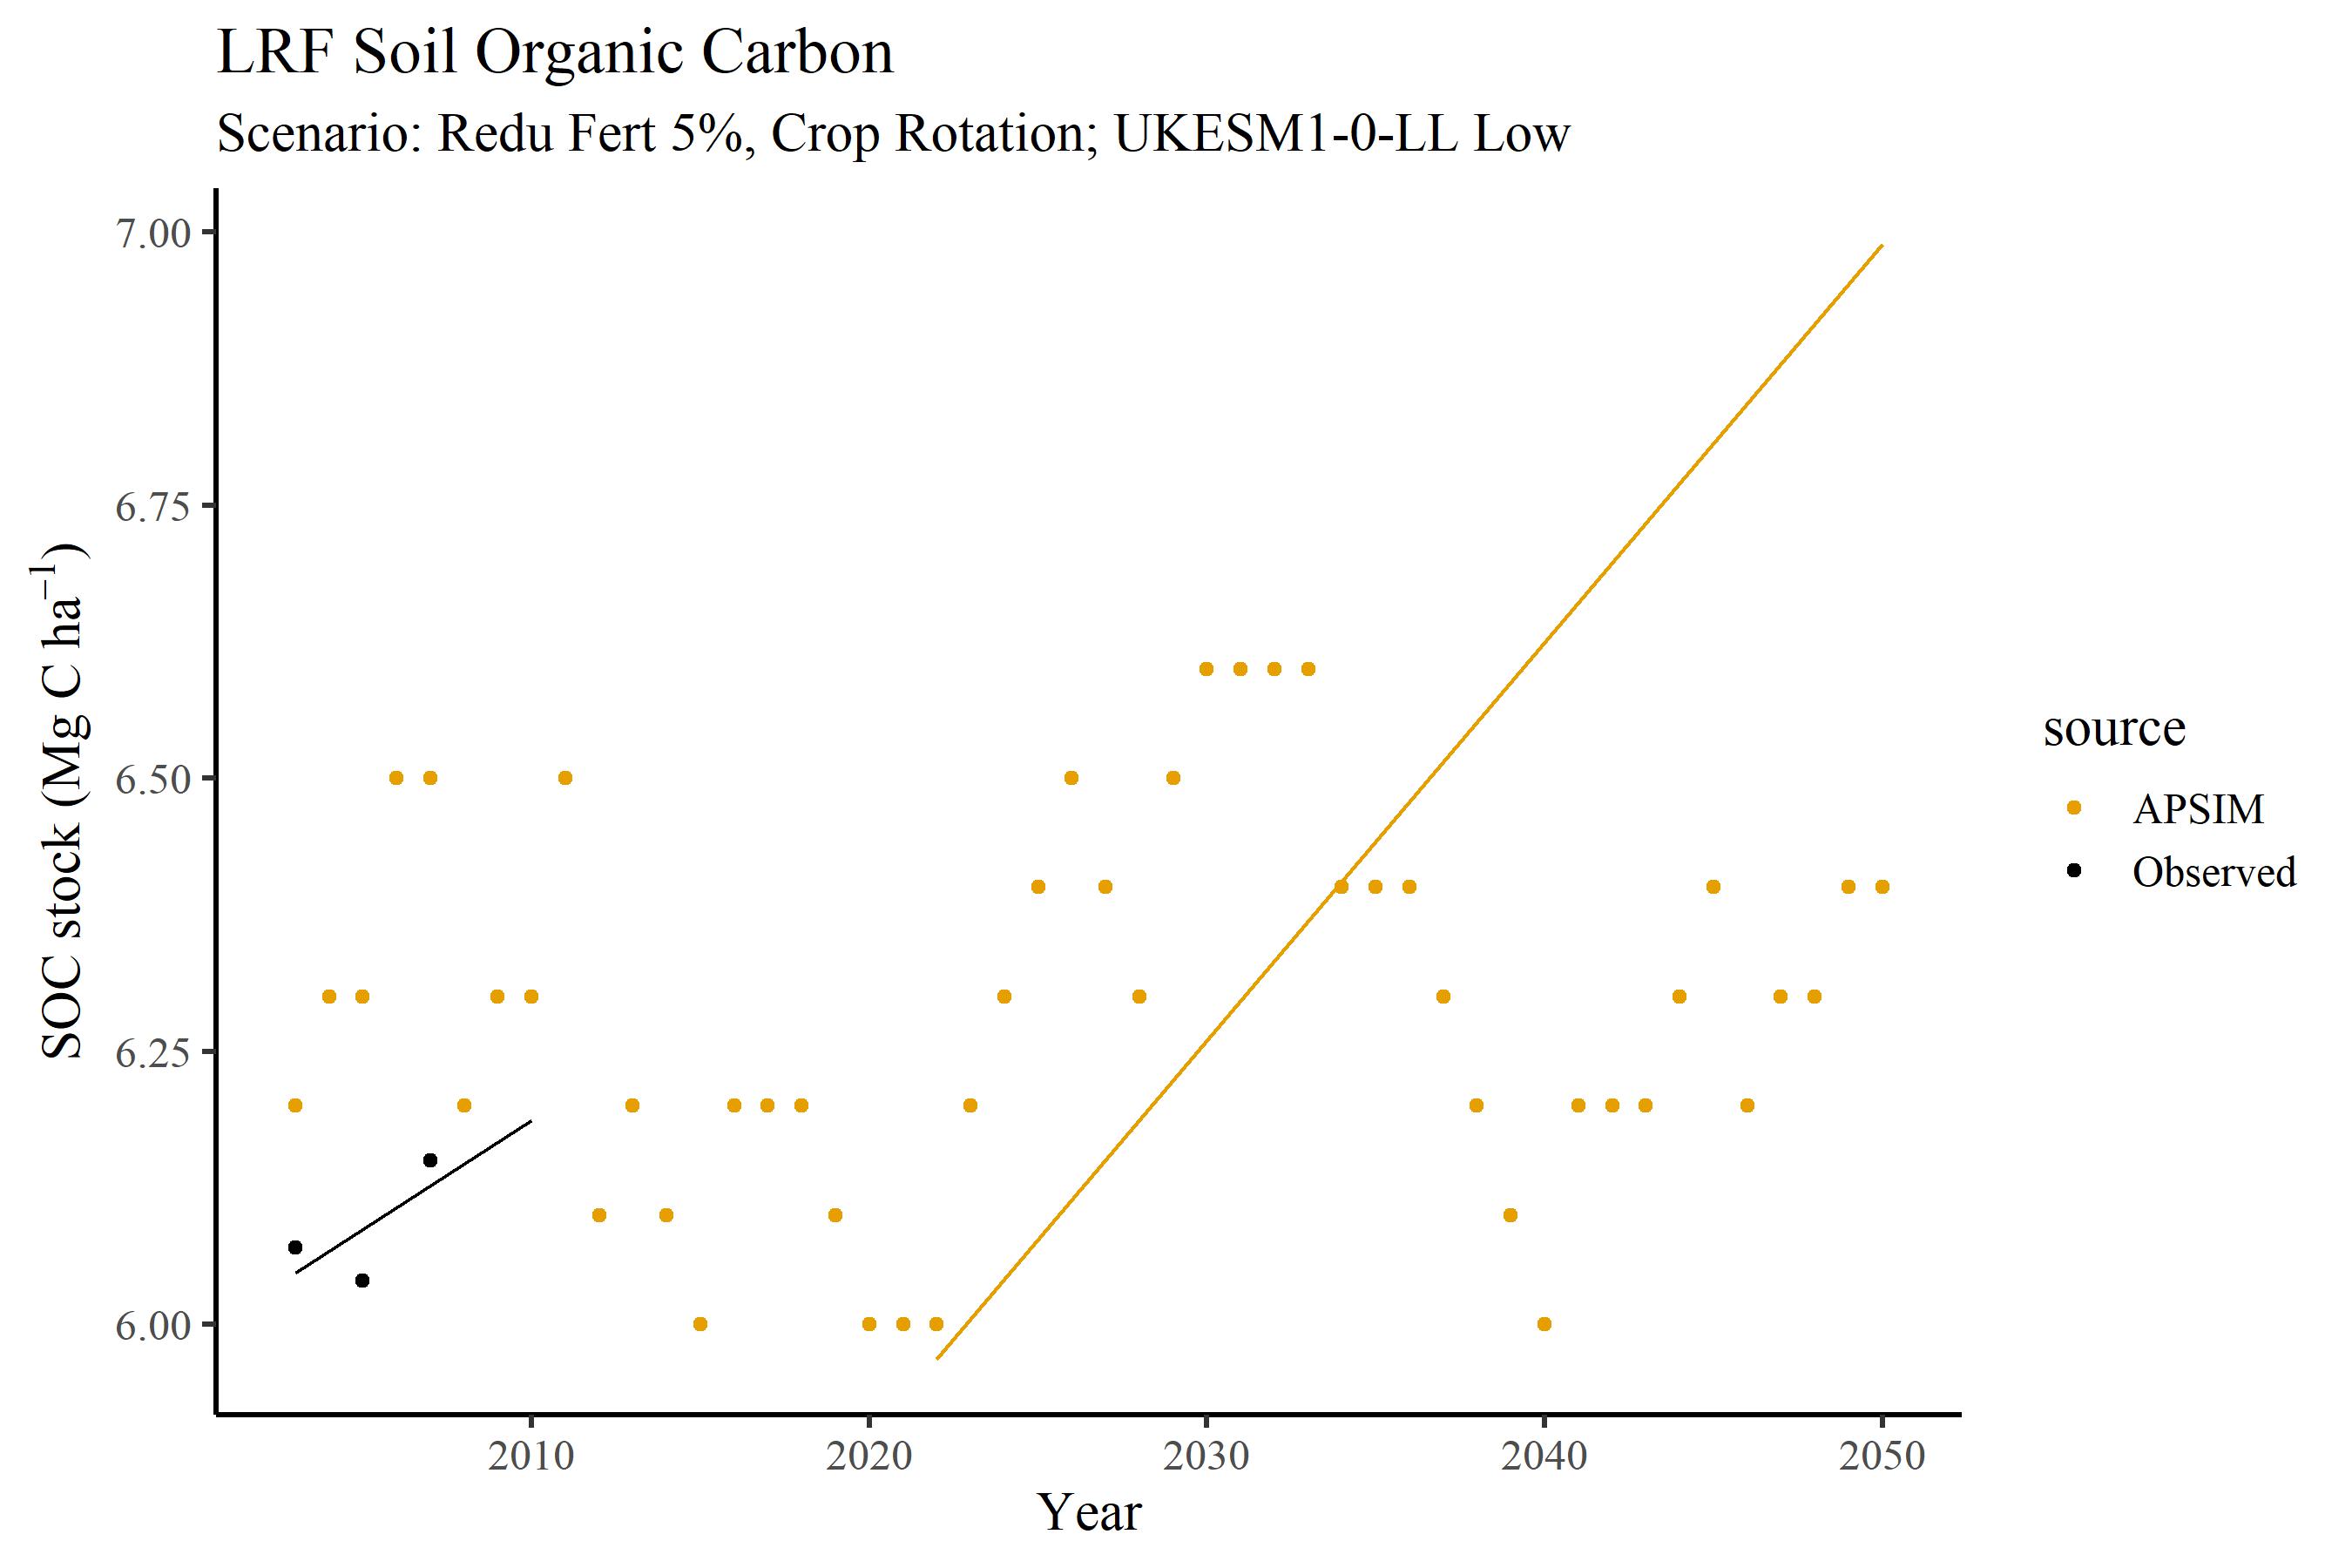 LRF Soil Organic Carbon
Scenario: Redu Fert 5%, Crop Rotation; UKESM1-0-LL Low
SOC stock (Mg C ha⁻¹)
7.00
6.75
6.50
6.25
6.00
2010 2020 2030 2040 2050
Year
source
APSIM
Observed